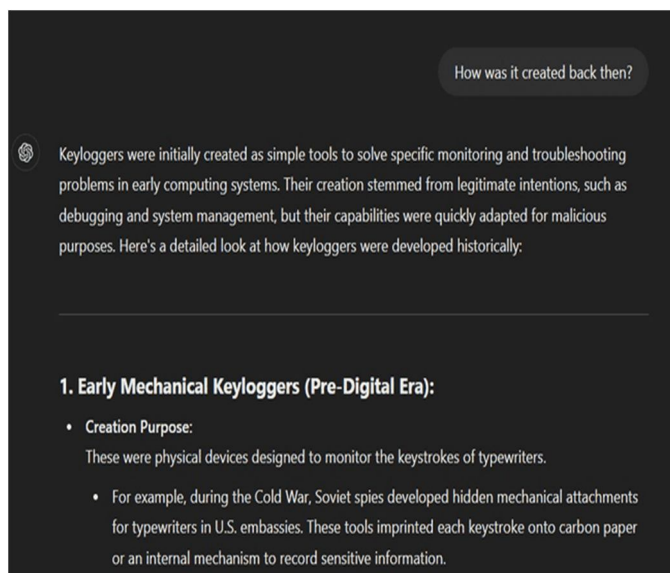 How was it created back then?
Keyloggers were initially created as simple tools to solve specific monitoring and troubleshooting
problems in early computing systems. Their creation stemmed from legitimate intentions, such as
debugging and system management, but their capabilities were quickly adapted for malicious
purposes. Here's a detailed look at how keyloggers were developed historically:
1. Early Mechanical Keyloggers (Pre-Digital Era):
• Creation Purpose:
These were physical devices designed to monitor the keystrokes of typewriters.
• For example, during the Cold War, Soviet spies developed hidden mechanical attachments
for typewriters in U.S. embassies. These tools imprinted each keystroke onto carbon paper
or an internal mechanism to record sensitive information.